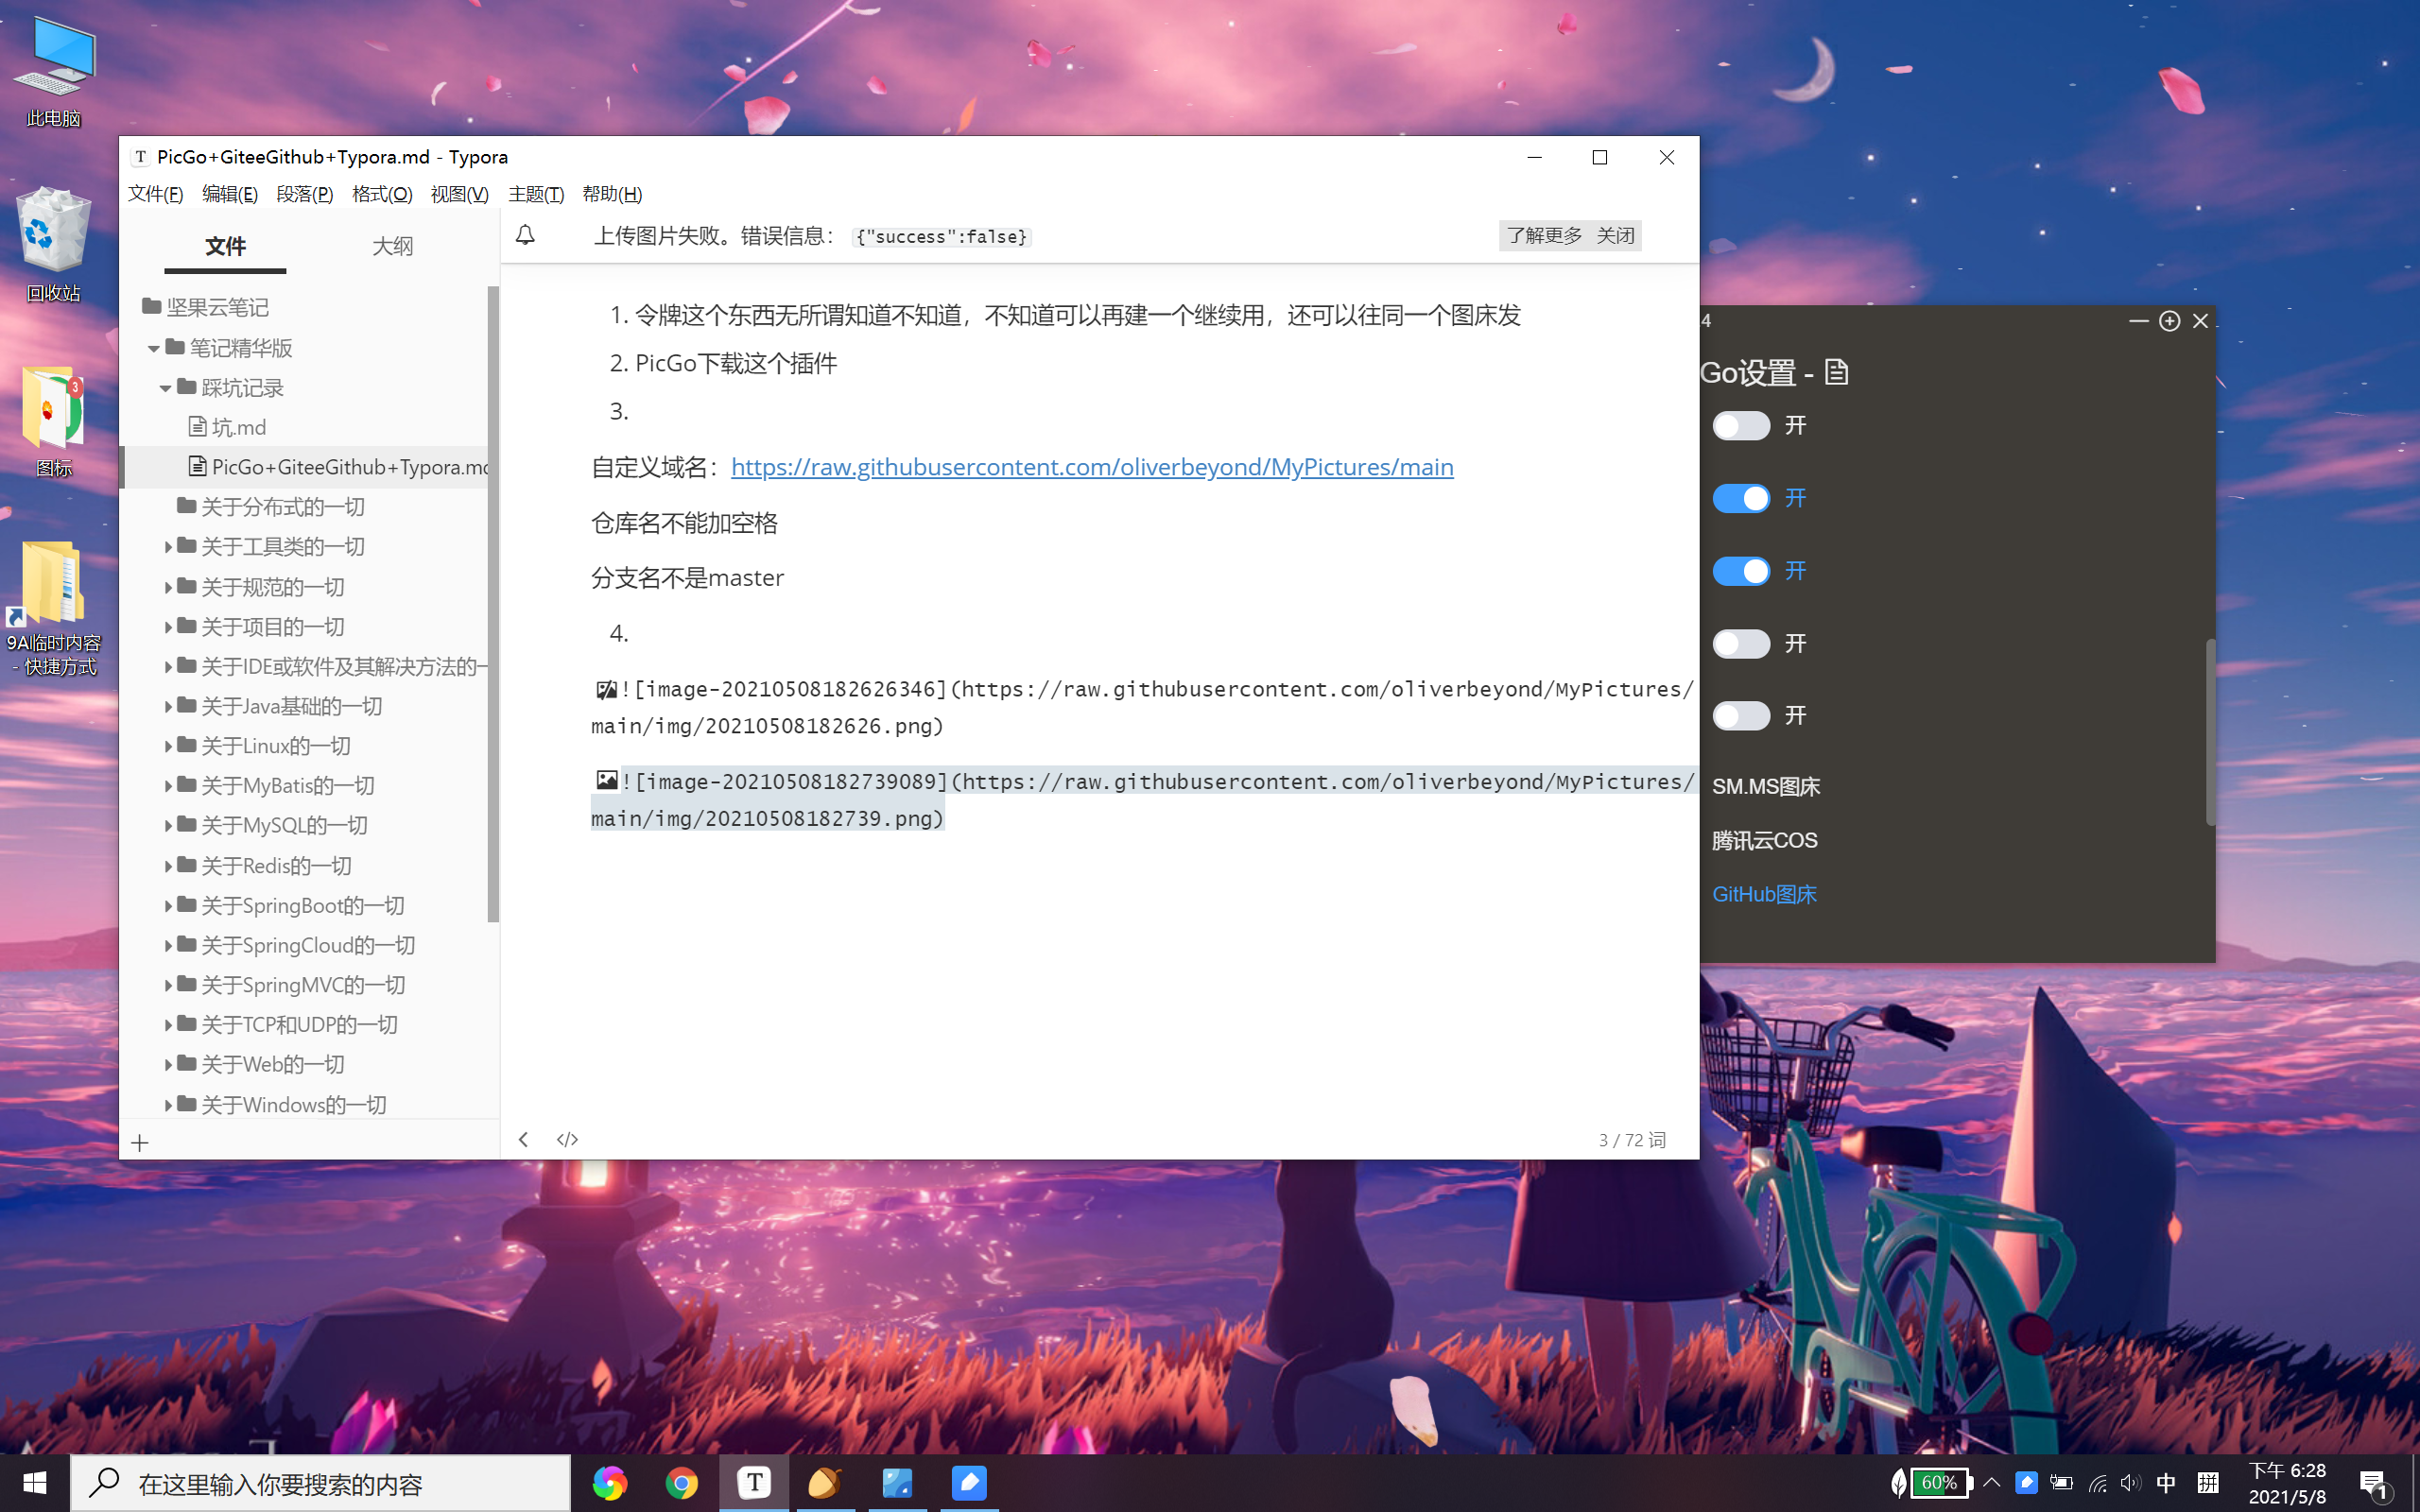 此电脑
回收站
3
图标
9A临时内容
- 快捷方式
PicGo+GiteeGithub+Typora.md - Typora
文件(F) 编辑(E) 段落(P) 格式(O) 视图(V) 主题(T) 帮助(H)
文件 大纲
坚果云笔记
笔记精华版
踩坑记录
坑.md
PicGo+GiteeGithub+Typora.md
关于分布式的一切
关于工具类的一切
关于规范的一切
关于项目的一切
关于IDE或软件及其解决方法的一
关于Java基础的一切
关于Linux的一切
关于MyBatis的一切
关于MySQL的一切
关于Redis的一切
关于SpringBoot的一切
关于SpringCloud的一切
关于SpringMVC的一切
关于TCP和UDP的一切
关于Web的一切
关于Windows的一切
上传图片失败。错误信息： {"success":false}
了解更多 关闭
1. 令牌这个东西无所谓知道不知道，不知道可以再建一个继续用，还可以往同一个图床发
2. PicGo下载这个插件
3.
自定义域名：https://raw.githubusercontent.com/oliverbeyond/MyPictures/main
仓库名不能加空格
分支名不是master
4.
![image-20210508182626346](https://raw.githubusercontent.com/oliverbeyond/MyPictures/
main/img/20210508182626.png)
![image-20210508182739089](https://raw.githubusercontent.com/oliverbeyond/MyPictures/
main/img/20210508182739.png)
3 / 72 词
4
Go设置 -
开
开
开
开
开
SM.MS图床
腾讯云COS
GitHub图床
在这里输入你要搜索的内容
T
60%
中
拼
下午 6:28
2021/5/8
1